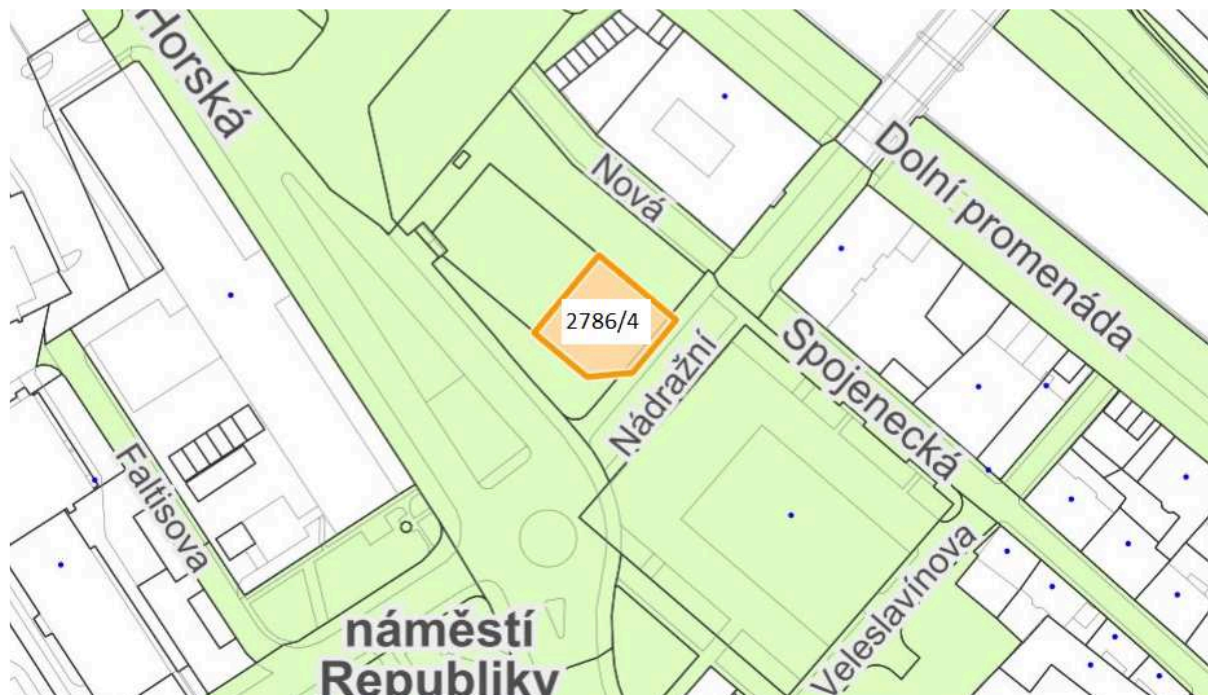 Horská
Nová
Dolní promenáda
2786/4
Nádražní
Spojenecká
Faltisova
Veleslavínova
náměstí
Republiky